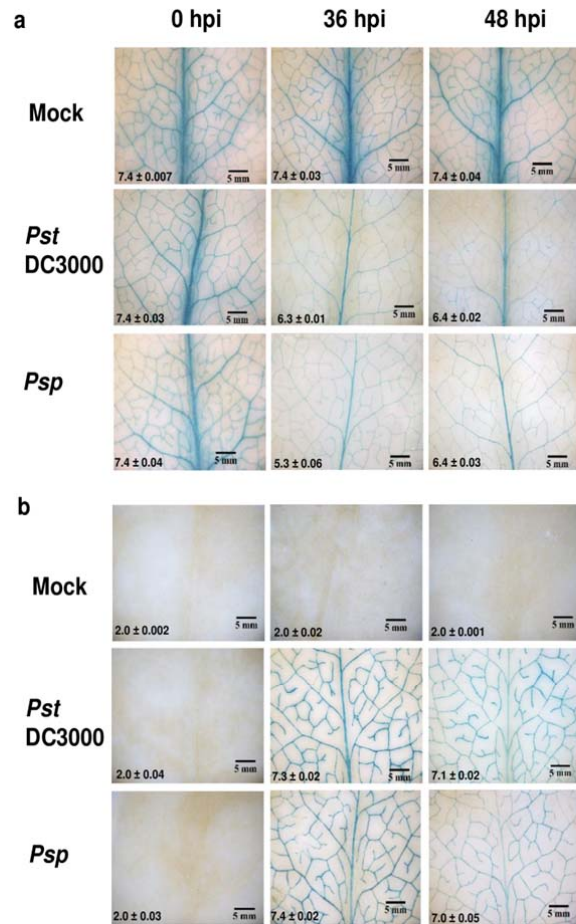 a
0 hpi 36 hpi 48 hpi
Mock
7.4 ± 0.007 5 mm
7.4 ± 0.03 5 mm
7.4 ± 0.04 5 mm
Pst
DC3000
7.4 ± 0.03 5 mm
6.3 ± 0.01 5 mm
6.4 ± 0.02 5 mm
Psp
7.4 ± 0.04 5 mm
5.3 ± 0.06 5 mm
6.4 ± 0.03 5 mm
b
Mock
2.0 ± 0.002 5 mm
2.0 ± 0.02 5 mm
2.0 ± 0.001 5 mm
Pst
DC3000
2.0 ± 0.04 5 mm
7.3 ± 0.02 5 mm
7.1 ± 0.02 5 mm
Psp
2.0 ± 0.03 5 mm
7.4 ± 0.02 5 mm
7.0 ± 0.05 5 mm